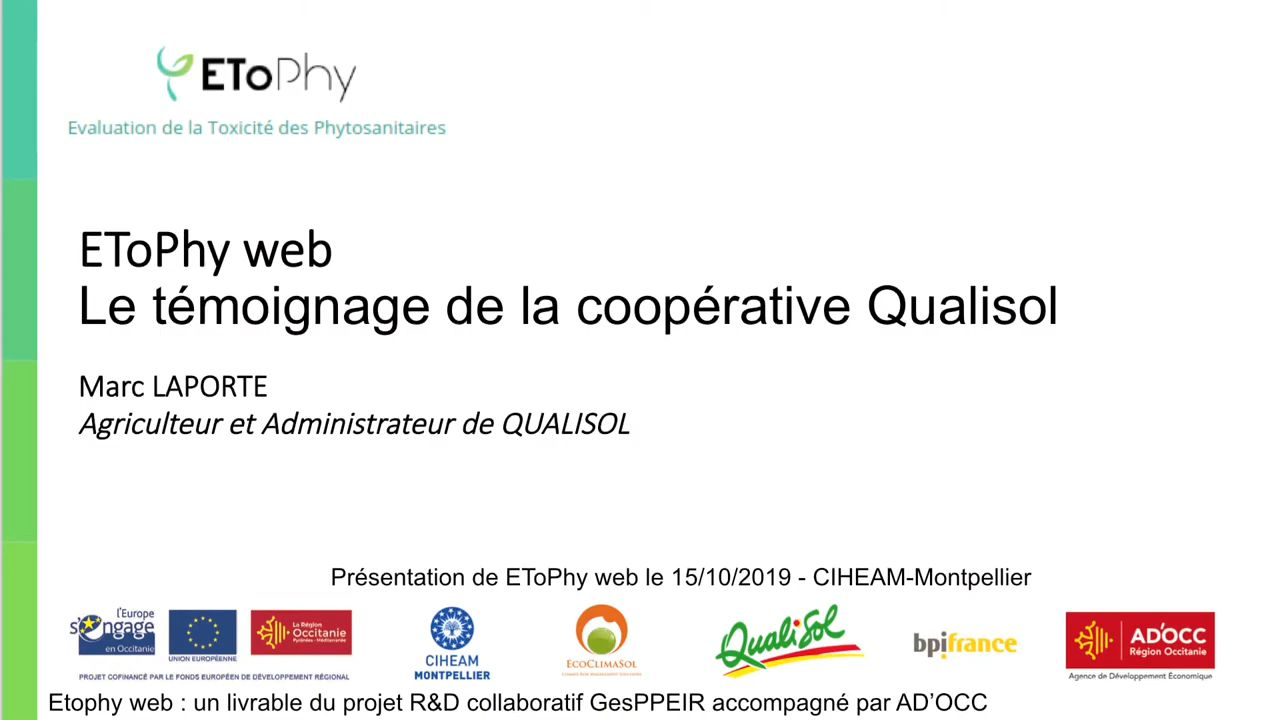 EToPhy
Evaluation de la Toxicité des Phytosanitaires
EToPhy web
Le témoignage de la coopérative Qualisol
Marc LAPORTE
Agriculteur et Administrateur de QUALISOL
Présentation de EToPhy web le 15/10/2019 - CIHEAM-Montpellier
l'Europe
s'engage
en Occitanie
UNION EUROPÉENNE
La Région
Occitanie
Pyrénées - Méditerranée
PROJET COFINANCÉ PAR LE FONDS EUROPÉEN DE DÉVELOPPEMENT RÉGIONAL
CIHEAM
MONTPELLIER
ECOCLIMASOL
QualiSol
bpifrance
AD'OCC
Région Occitanie
Agence de Développement Économique
Etophy web : un livrable du projet R&D collaboratif GesPPEIR accompagné par AD’OCC